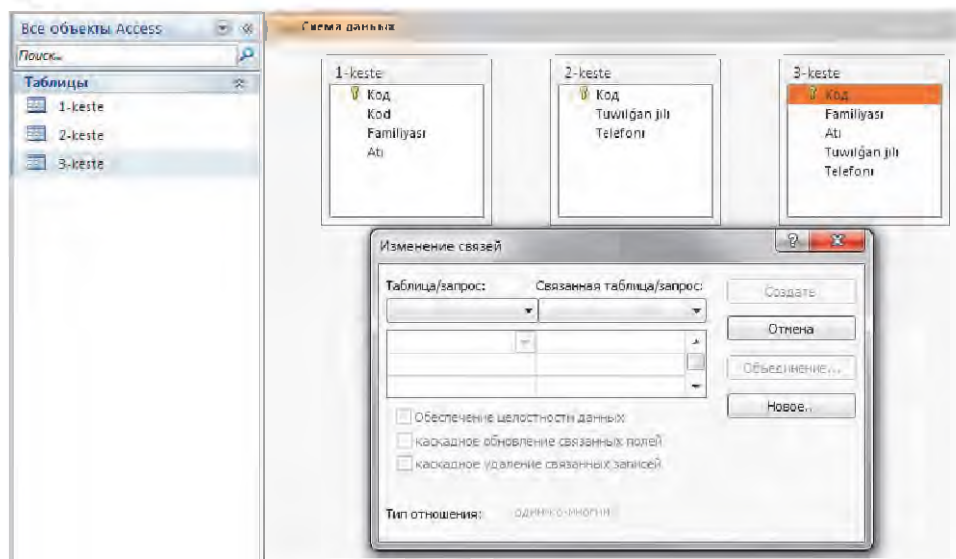 Все объекты Access
Поиск...
Таблицы
1-keste
2-keste
3-keste
Схема данных
1-keste
Код
Kod
Familiyası
Atı
2-keste
Код
Tuwılǵan jılı
Telefonı
3-keste
Код
Familiyası
Atı
Tuwılǵan jılı
Telefonı
Изменение связей
Таблица/запрос:
Связанная таблица/запрос:
Создать
Отмена
Объединение...
Новое..
Обеспечение целостности данных
каскадное обновление связанных полей
каскадное удаление связанных записей
Тип отношения:
один-ко-многим